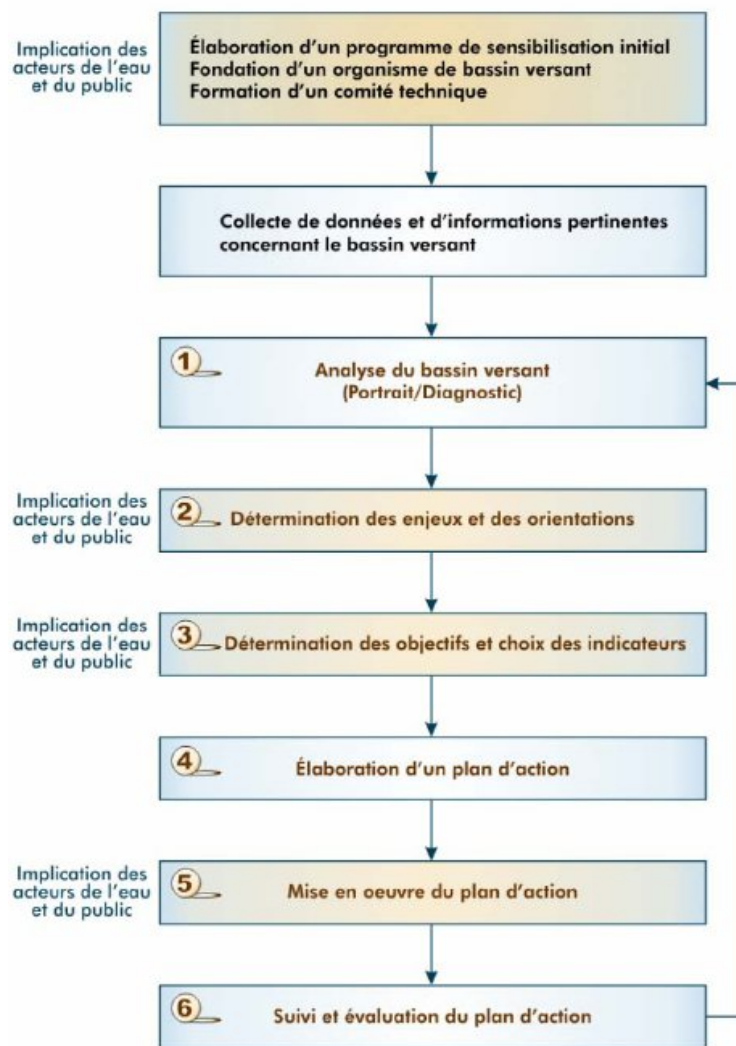 Implication des
acteurs de l'eau
et du public
Élaboration d'un programme de sensibilisation initial
Fondation d'un organisme de bassin versant
Formation d'un comité technique
Collecte de données et d'informations pertinentes
concernant le bassin versant
1
Analyse du bassin versant
(Portrait/Diagnostic)
Implication des
acteurs de l'eau
et du public
2 Détermination des enjeux et des orientations
Implication des
acteurs de l'eau
et du public
3 Détermination des objectifs et choix des indicateurs
4 Élaboration d'un plan d'action
Implication des
acteurs de l'eau
et du public
5 Mise en oeuvre du plan d'action
6 Suivi et évaluation du plan d'action